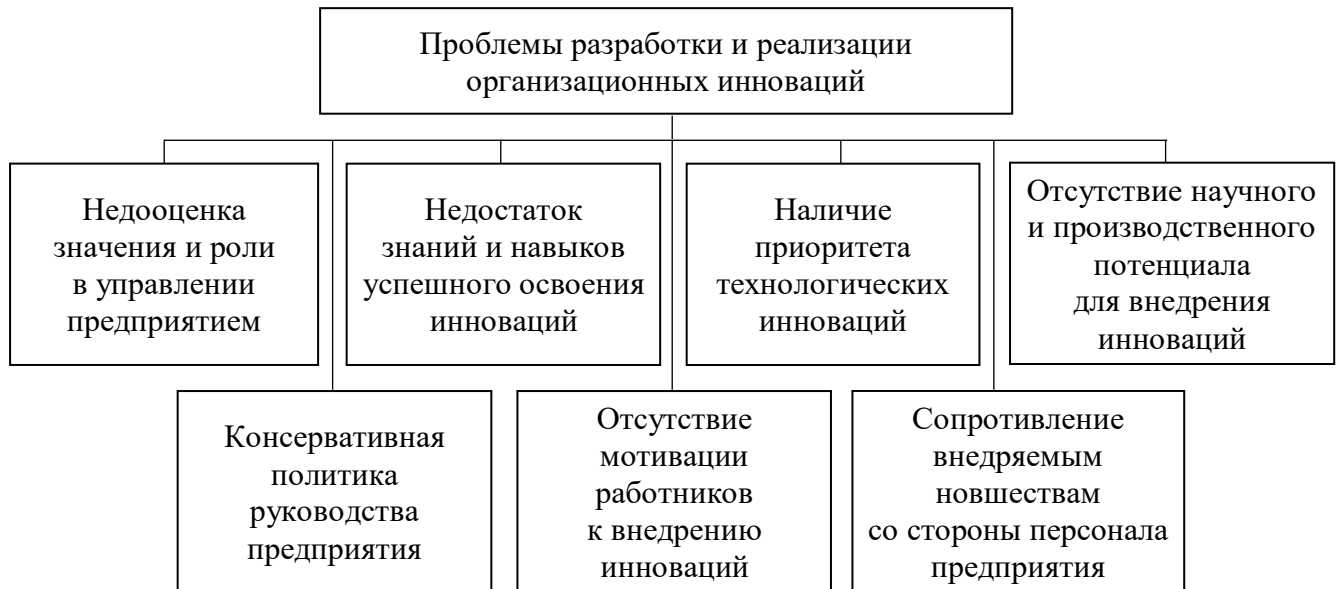 Проблемы разработки и реализации
организационных инноваций
Недооценка
значения и роли
в управлении
предприятием
Недостаток
знаний и навыков
успешного освоения
инноваций
Наличие
приоритета
технологических
инноваций
Отсутствие научного
и производственного
потенциала
для внедрения
инноваций
Консервативная
политика
руководства
предприятия
Отсутствие
мотивации
работников
к внедрению
инноваций
Сопротивление
внедряемым
новшествам
со стороны персонала
предприятия